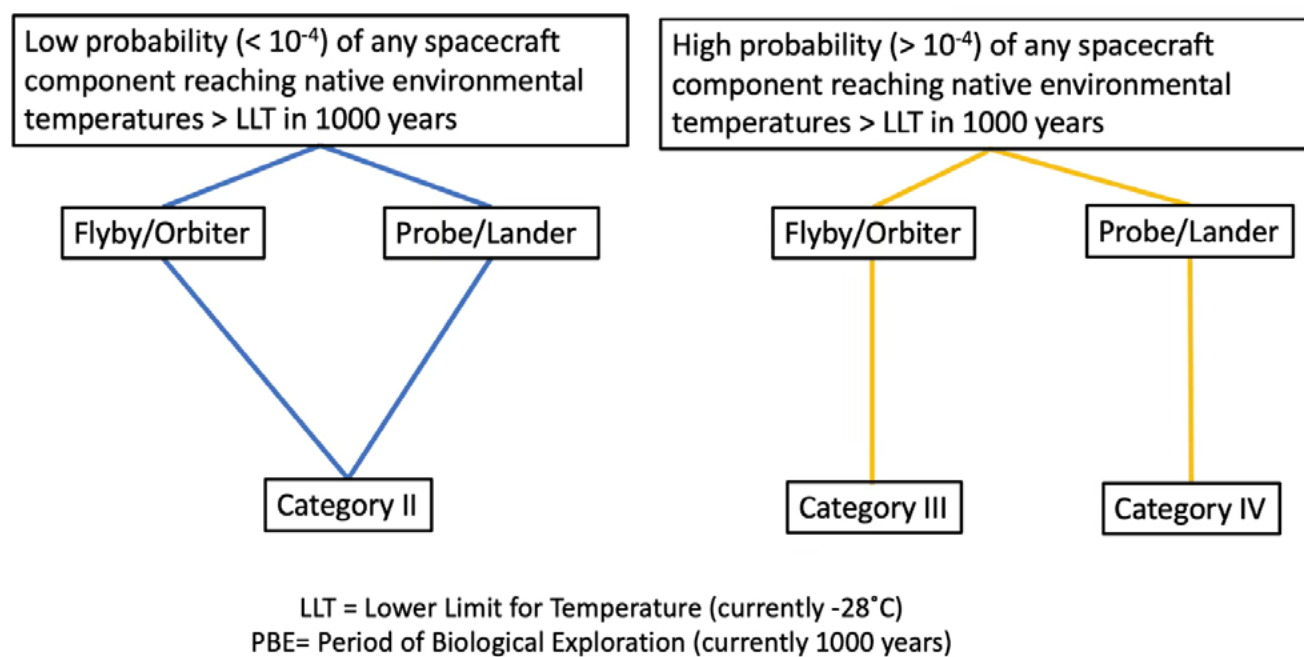 Low probability (< 10⁻⁴) of any spacecraft
component reaching native environmental
temperatures > LLT in 1000 years
High probability (> 10⁻⁴) of any spacecraft
component reaching native environmental
temperatures > LLT in 1000 years
Flyby/Orbiter
Probe/Lander
Flyby/Orbiter
Probe/Lander
Category II
Category III
Category IV
LLT = Lower Limit for Temperature (currently -28˚C)
PBE= Period of Biological Exploration (currently 1000 years)